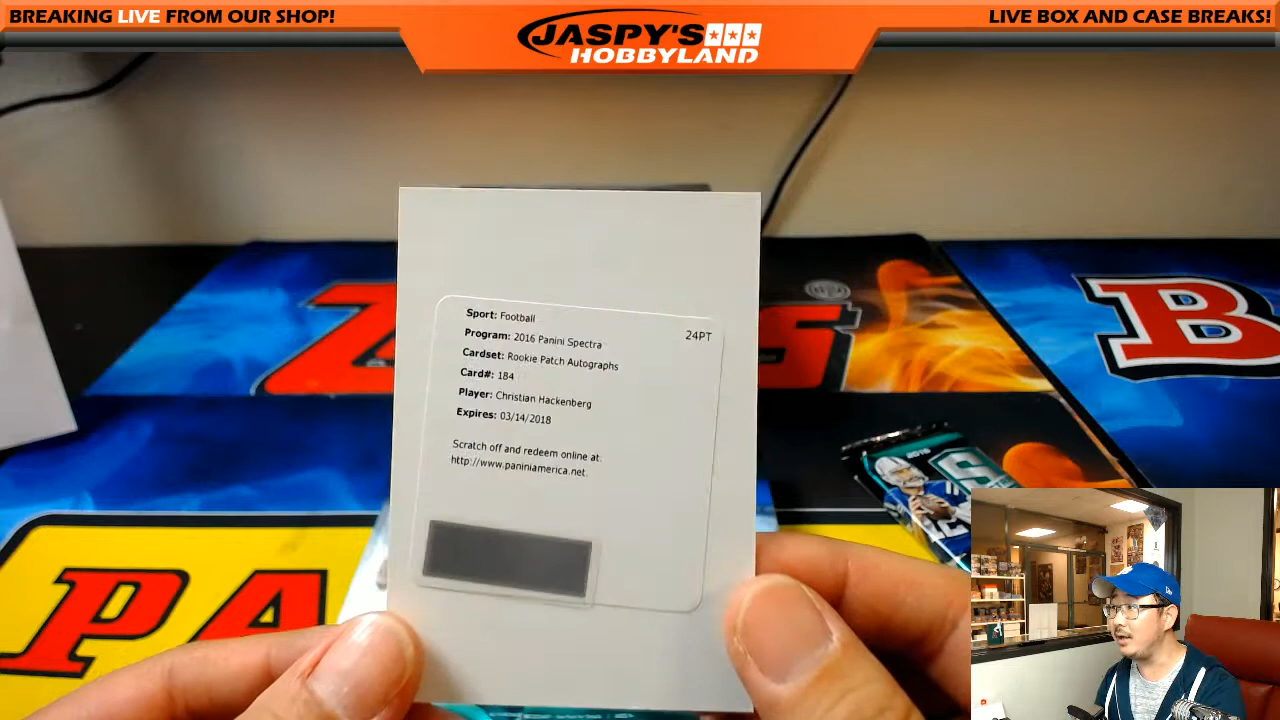 BREAKING LIVE FROM OUR SHOP!
JASPY'S
HOBBYLAND
LIVE BOX AND CASE BREAKS!
Sport: Football
24PT
Program: 2016 Panini Spectra
Cardset: Rookie Patch Autographs
Card#: 184
Player: Christian Hackenberg
Expires: 03/14/2018
Scratch off and redeem online at:
http://www.paniniamerica.net.
2016
B
PA